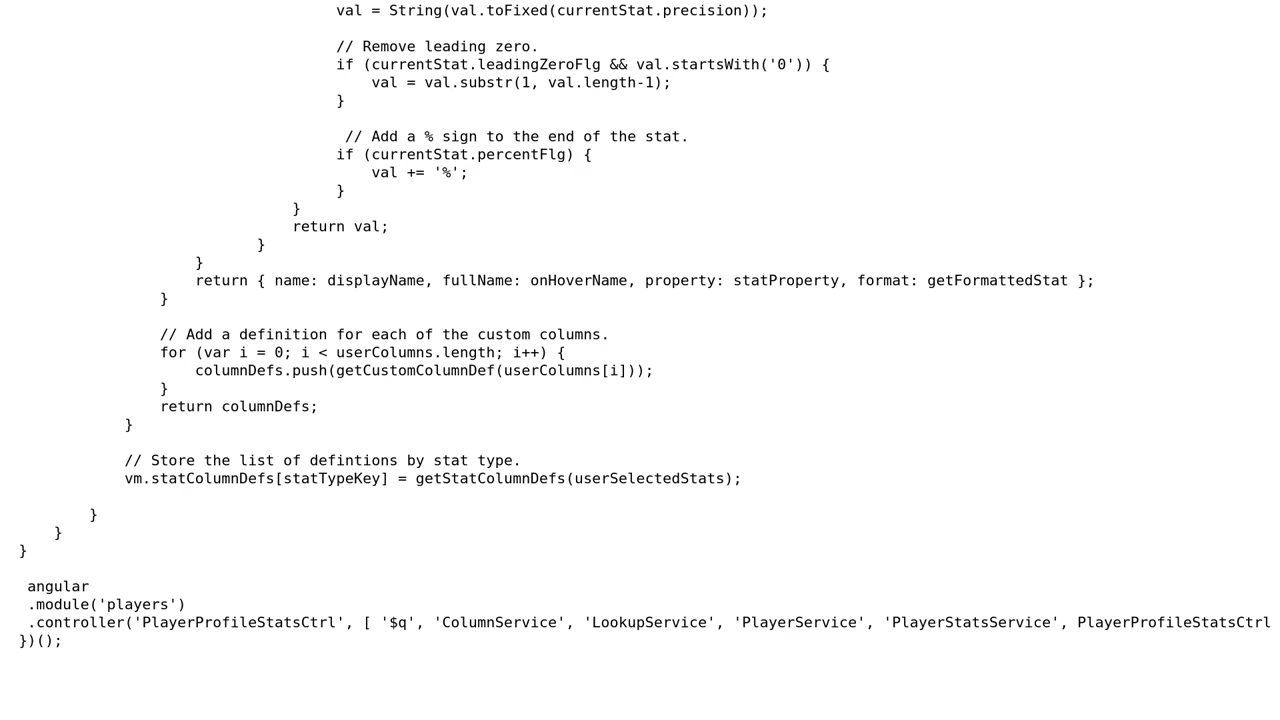 val = String(val.toFixed(currentStat.precision));
// Remove leading zero.
if (currentStat.leadingZeroFlg && val.startsWith('0')) {
val = val.substr(1, val.length-1);
}
// Add a % sign to the end of the stat.
if (currentStat.percentFlg) {
val += '%';
}
}
return val;
}
}
return { name: displayName, fullName: onHoverName, property: statProperty, format: getFormattedStat };
}
// Add a definition for each of the custom columns.
for (var i = 0; i < userColumns.length; i++) {
columnDefs.push(getCustomColumnDef(userColumns[i]));
}
return columnDefs;
}
// Store the list of defintions by stat type.
vm.statColumnDefs[statTypeKey] = getStatColumnDefs(userSelectedStats);
}
}
}
angular
.module('players')
.controller('PlayerProfileStatsCtrl', [ '$q', 'ColumnService', 'LookupService', 'PlayerService', 'PlayerStatsService', PlayerProfileStatsCtrl
})();